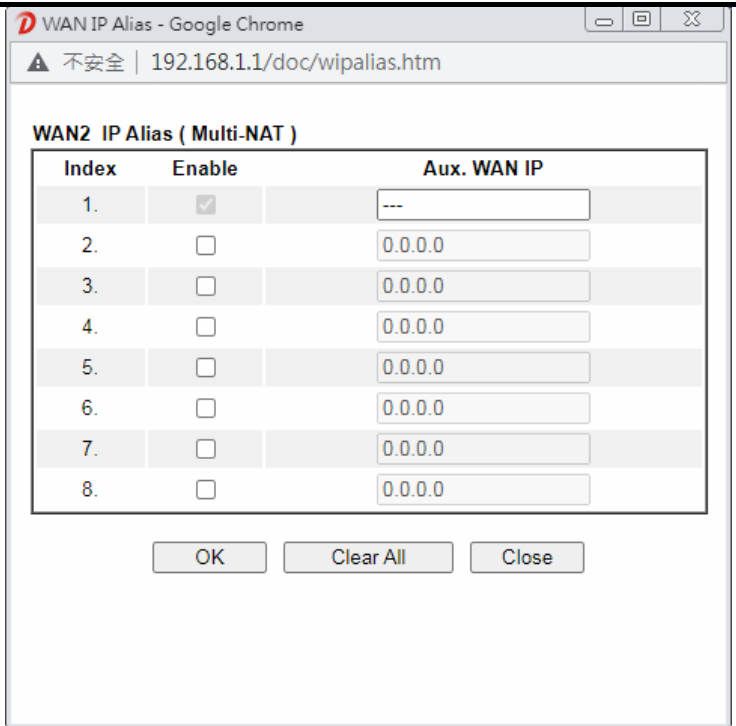 WAN IP Alias - Google Chrome
不安全 | 192.168.1.1/doc/wipalias.htm
WAN2 IP Alias ( Multi-NAT )
Index Enable Aux. WAN IP
1. ---
2. 0.0.0.0
3. 0.0.0.0
4. 0.0.0.0
5. 0.0.0.0
6. 0.0.0.0
7. 0.0.0.0
8. 0.0.0.0
OK Clear All Close